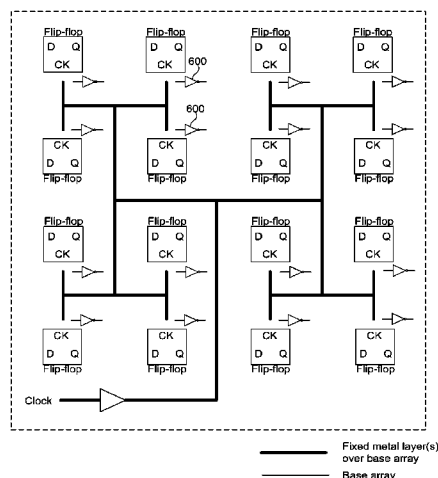 Flip-flop Flip-flop Flip-flop Flip-flop
D Q D Q D Q D Q
CK CK CK CK
600
600
CK CK CK CK
D Q D Q D Q D Q
Flip-flop Flip-flop Flip-flop Flip-flop
Flip-flop Flip-flop Flip-flop Flip-flop
D Q D Q D Q D Q
CK CK CK CK
CK CK CK CK
D Q D Q D Q D Q
Flip-flop Flip-flop Flip-flop Flip-flop
Clock
Fixed metal layer(s)
over base array
Base array